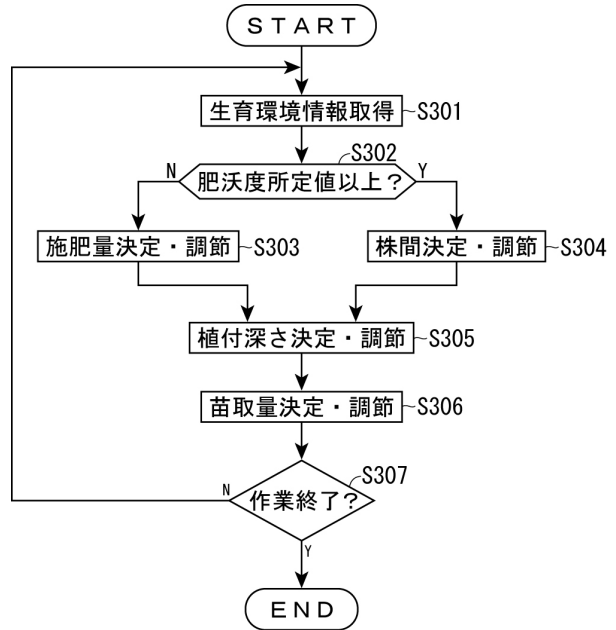 START
生育環境情報取得 S301
S302
N 肥沃度所定値以上? Y
施肥量決定・調節 S303
株間決定・調節 S304
植付深さ決定・調節 S305
苗取量決定・調節 S306
S307
N 作業終了?
Y
END